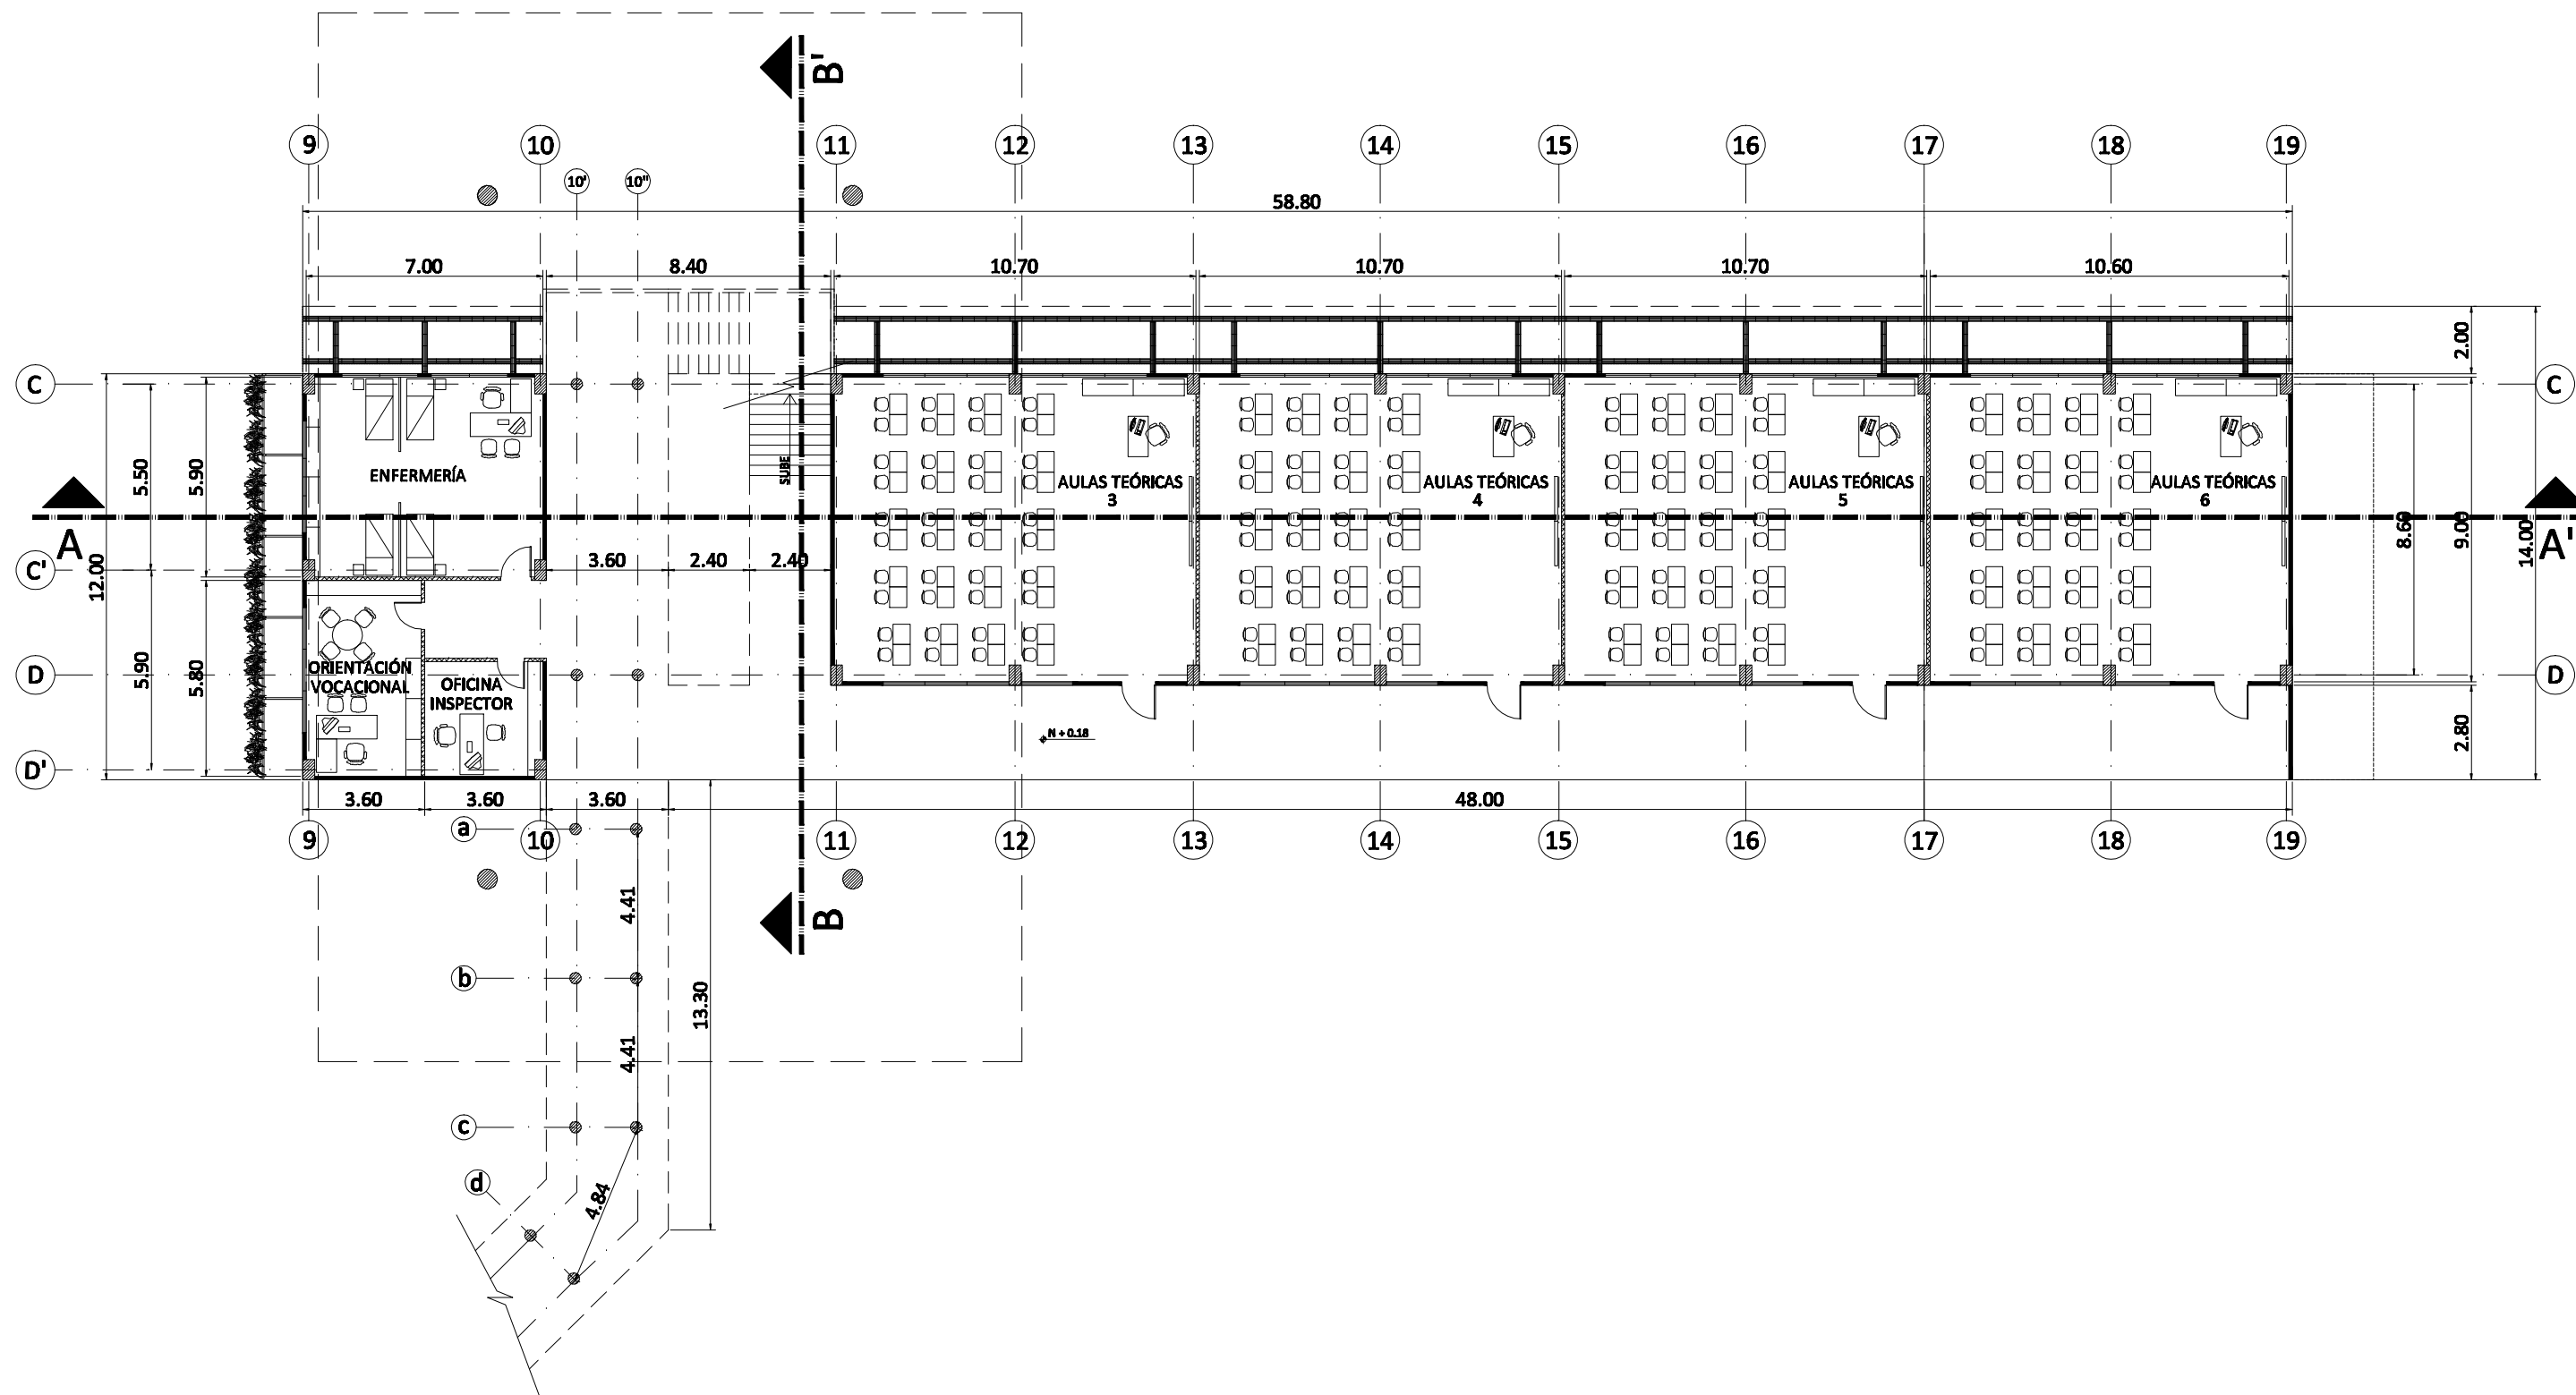 B'
9
10
11
12
13
14
15
16
17
18
19
10'
10"
58.80
7.00
8.40
10.70
10.70
10.70
10.60
2.00
C
C
5.50
5.90
SUBE
ENFERMERÍA
AULAS TEÓRICAS
3
AULAS TEÓRICAS
4
AULAS TEÓRICAS
5
AULAS TEÓRICAS
6
A
A'
12.00
8.60
9.00
14.00
C'
3.60
2.40
2.40
5.90
5.80
D
D
ORIENTACIÓN
VOCACIONAL
OFICINA
INSPECTOR
N + 0.18
2.80
D'
3.60
3.60
3.60
48.00
9
10
11
12
13
14
15
16
17
18
19
a
4.41
B
b
13.30
4.41
c
d
4.84